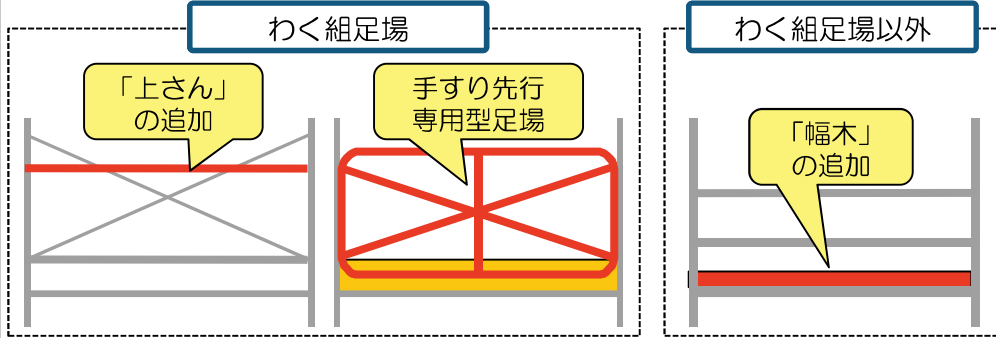 わく組足場
わく組足場以外
「上さん」
の追加
手すり先行
専用型足場
「幅木」
の追加